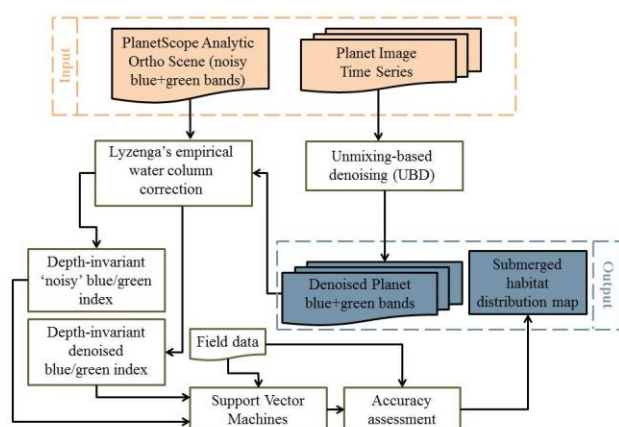 Input
PlanetScope Analytic
Ortho Scene (noisy
blue+green bands)
Planet Image
Time Series
Lyzenga's empirical
water column
correction
Unmixing-based
denoising (UBD)
Depth-invariant
'noisy' blue/green
index
Denoised Planet
blue+green bands
Submerged
habitat
distribution map
Output
Depth-invariant
denoised
blue/green index
Field data
Support Vector
Machines
Accuracy
assessment